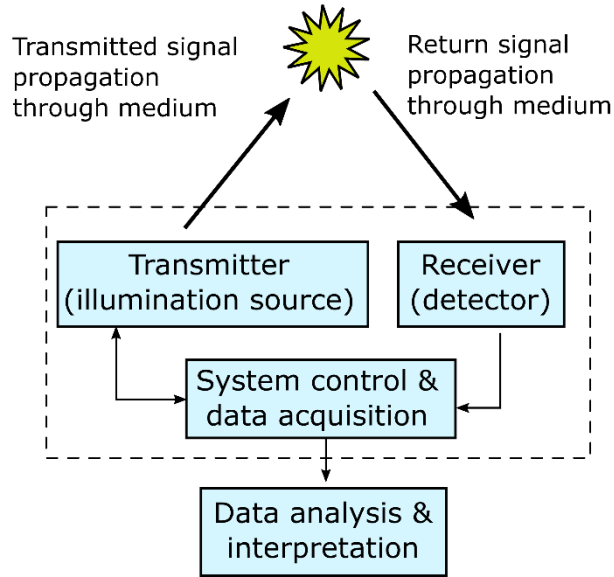 Transmitted signal
propagation
through medium
Return signal
propagation
through medium
Transmitter
(illumination source)
Receiver
(detector)
System control &
data acquisition
Data analysis &
interpretation